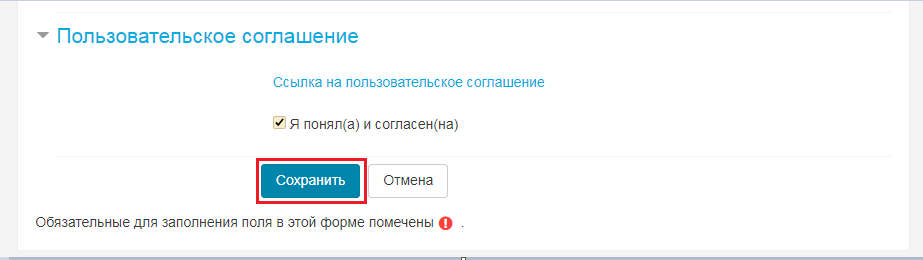 Пользовательское соглашение
Ссылка на пользовательское соглашение
Я понял(а) и согласен(на)
Сохранить Отмена
Обязательные для заполнения поля в этой форме помечены .